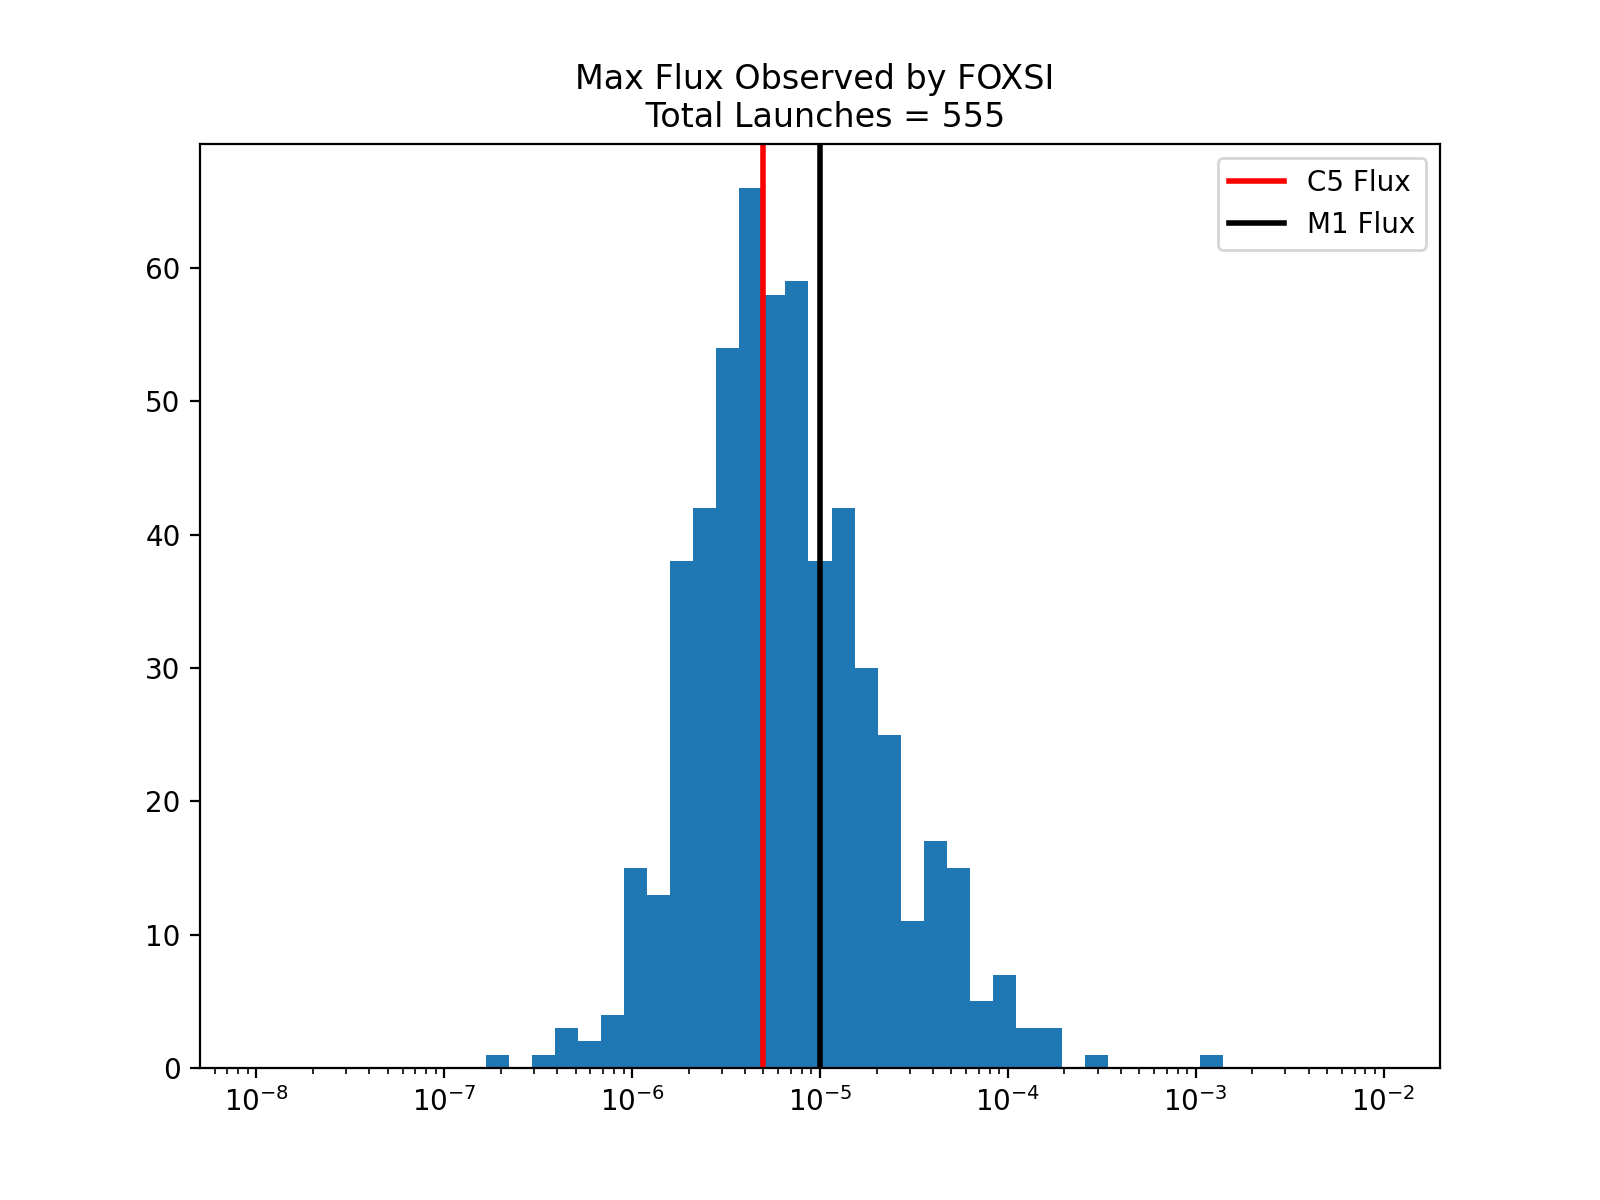 Max Flux Observed by FOXSI
Total Launches = 555
C5 Flux
M1 Flux
60
50
40
30
20
10
0
10⁻⁸ 10⁻⁷ 10⁻⁶ 10⁻⁵ 10⁻⁴ 10⁻³ 10⁻²